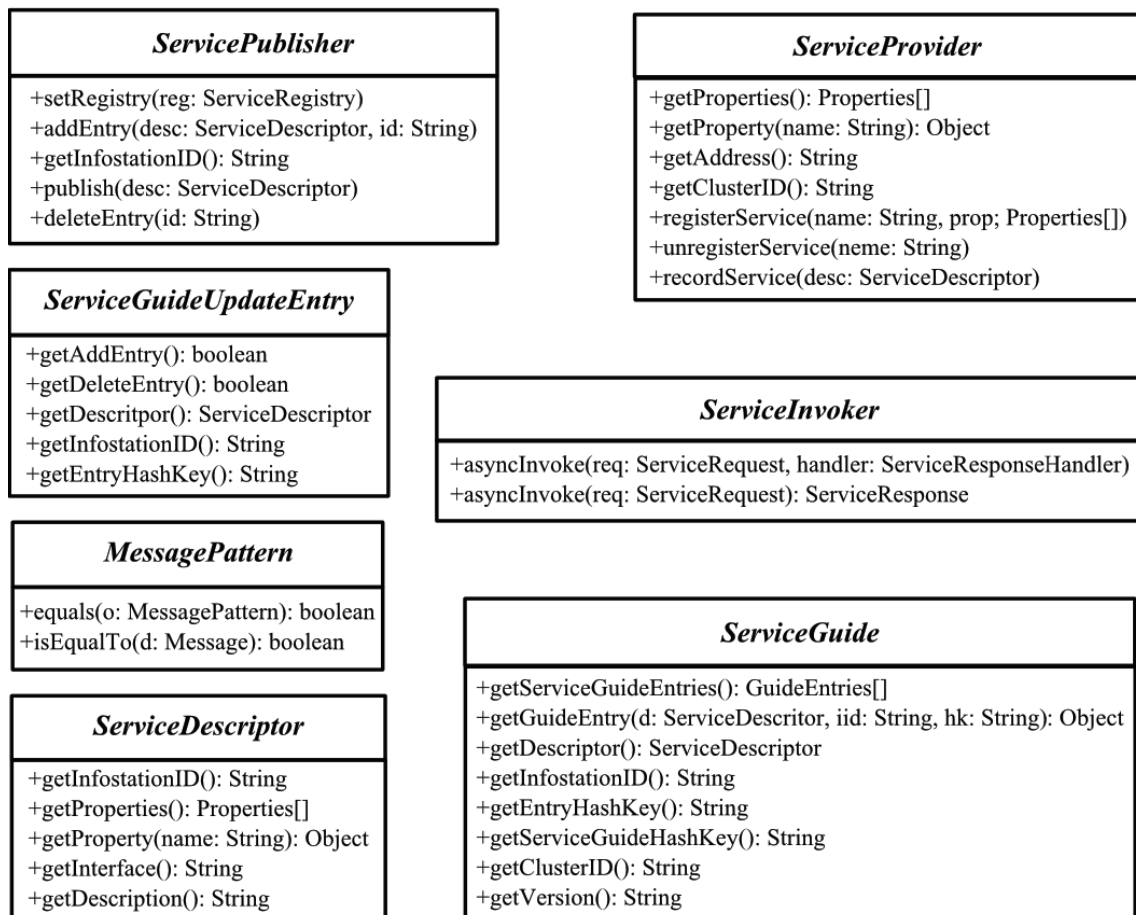 ServicePublisher
+setRegistry(reg: ServiceRegistry)
+addEntry(desc: ServiceDescriptor, id: String)
+getInfostationID(): String
+publish(desc: ServiceDescriptor)
+deleteEntry(id: String)
ServiceProvider
+getProperties(): Properties[]
+getProperty(name: String): Object
+getAddress(): String
+getClusterID(): String
+registerService(name: String, prop; Properties[])
+unregisterService(neme: String)
+recordService(desc: ServiceDescriptor)
ServiceGuideUpdateEntry
+getAddEntry(): boolean
+getDeleteEntry(): boolean
+getDescritpor(): ServiceDescriptor
+getInfostationID(): String
+getEntryHashKey(): String
ServiceInvoker
+asyncInvoke(req: ServiceRequest, handler: ServiceResponseHandler)
+asyncInvoke(req: ServiceRequest): ServiceResponse
MessagePattern
+equals(o: MessagePattern): boolean
+isEqualTo(d: Message): boolean
ServiceGuide
+getServiceGuideEntries(): GuideEntries[]
+getGuideEntry(d: ServiceDescritor, iid: String, hk: String): Object
+getDescriptor(): ServiceDescriptor
+getInfostationID(): String
+getEntryHashKey(): String
+getServiceGuideHashKey(): String
+getClusterID(): String
+getVersion(): String
ServiceDescriptor
+getInfostationID(): String
+getProperties(): Properties[]
+getProperty(name: String): Object
+getInterface(): String
+getDescription(): String